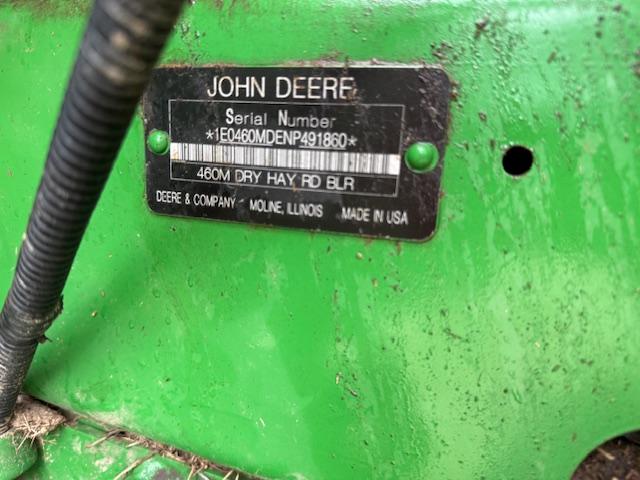 JOHN DEERE
Serial Number
*1E0460MDENP491860*
460M DRY HAY RD BLR
DEERE & COMPANY MOLINE, ILLINOIS MADE IN USA